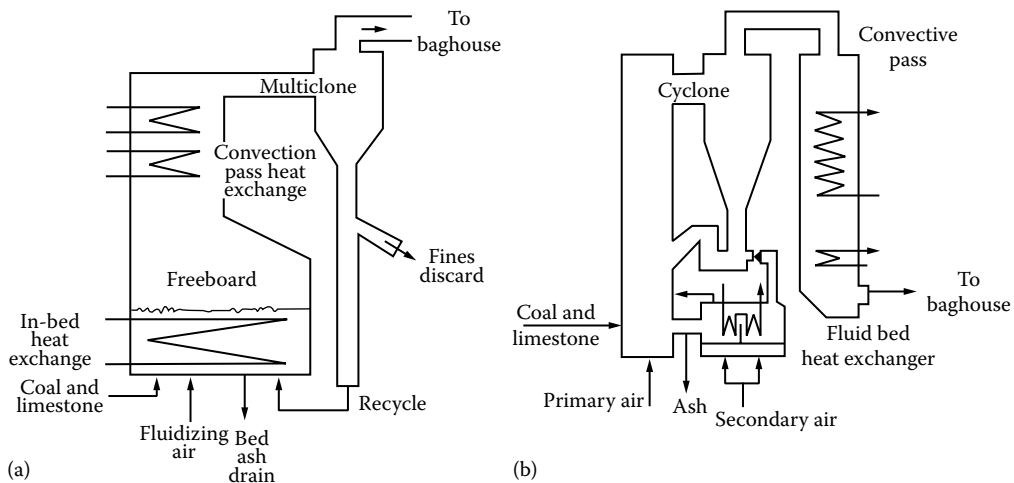 To
baghouse
Multiclone
Convection
pass heat
exchange
Fines
discard
Freeboard
In-bed
heat
exchange
Coal and
limestone
Recycle
Fluidizing
air
Bed
ash
drain
(a)
Convective
pass
Cyclone
To
baghouse
Coal and
limestone
Fluid bed
heat exchanger
Primary air
Ash
Secondary air
(b)